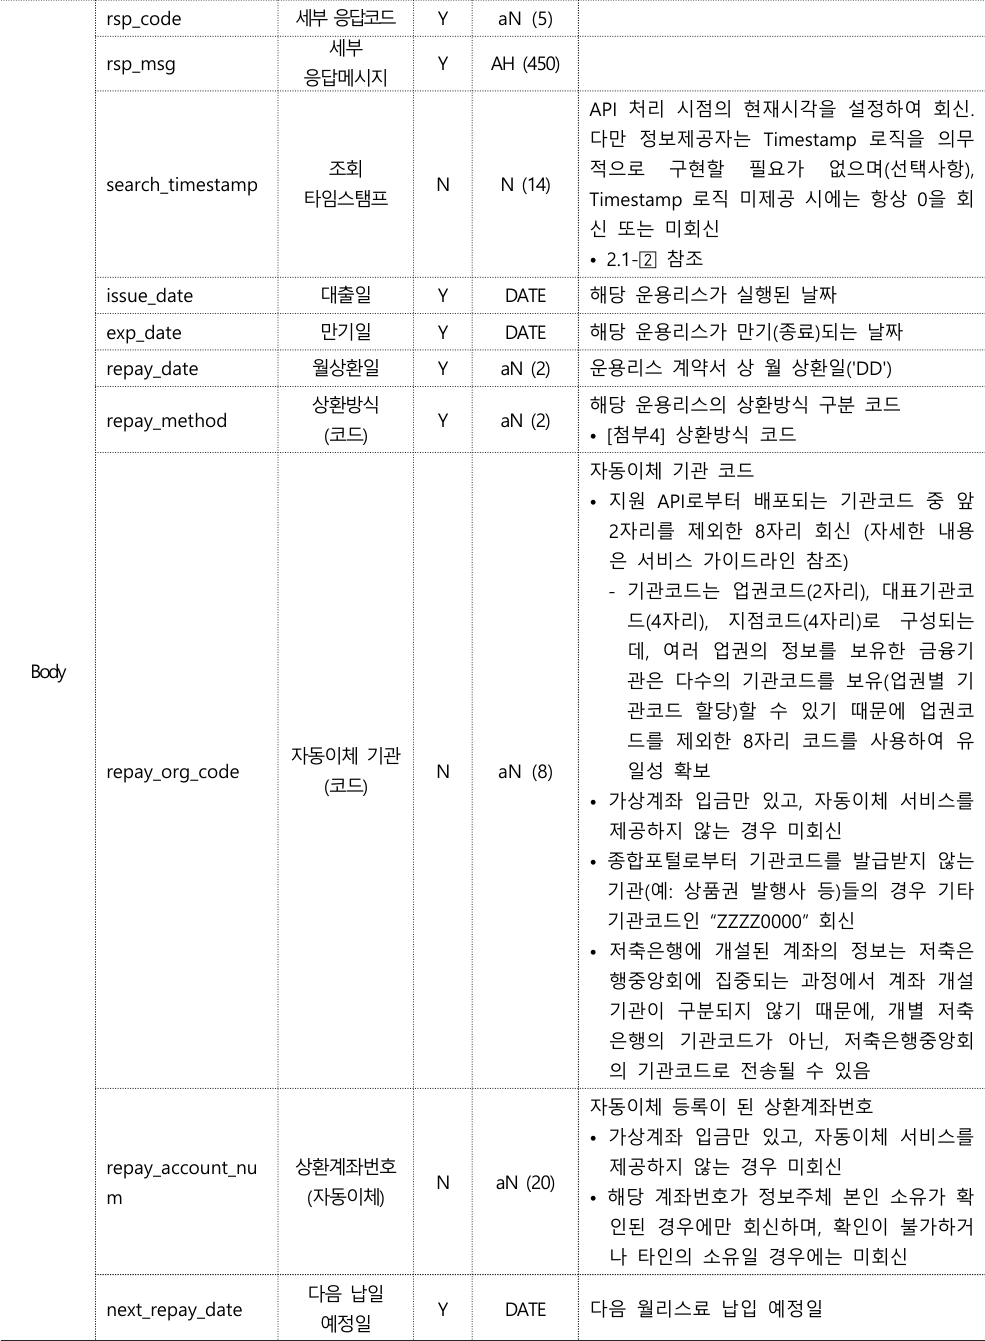 rsp_code 세부 응답코드 Y aN (5)
rsp_msg 세부
응답메시지 Y AH (450)
search_timestamp 조회
타임스탬프 N N (14) API 처리 시점의 현재시각을 설정하여 회신.
다만 정보제공자는 Timestamp 로직을 의무
적으로 구현할 필요가 없으며(선택사항),
Timestamp 로직 미제공 시에는 항상 0을 회
신 또는 미회신
• 2.1-2 참조
issue_date 대출일 Y DATE 해당 운용리스가 실행된 날짜
exp_date 만기일 Y DATE 해당 운용리스가 만기(종료)되는 날짜
repay_date 월상환일 Y aN (2) 운용리스 계약서 상 월 상환일('DD')
repay_method 상환방식
(코드) Y aN (2) 해당 운용리스의 상환방식 구분 코드
• [첨부4] 상환방식 코드
Body
repay_org_code 자동이체 기관
(코드) N aN (8) 자동이체 기관 코드
• 지원 API로부터 배포되는 기관코드 중 앞
2자리를 제외한 8자리 회신 (자세한 내용
은 서비스 가이드라인 참조)
- 기관코드는 업권코드(2자리), 대표기관코
드(4자리), 지점코드(4자리)로 구성되는
데, 여러 업권의 정보를 보유한 금융기
관은 다수의 기관코드를 보유(업권별 기
관코드 할당)할 수 있기 때문에 업권코
드를 제외한 8자리 코드를 사용하여 유
일성 확보
• 가상계좌 입금만 있고, 자동이체 서비스를
제공하지 않는 경우 미회신
• 종합포털로부터 기관코드를 발급받지 않는
기관(예: 상품권 발행사 등)들의 경우 기타
기관코드인 “ZZZZ0000” 회신
• 저축은행에 개설된 계좌의 정보는 저축은
행중앙회에 집중되는 과정에서 계좌 개설
기관이 구분되지 않기 때문에, 개별 저축
은행의 기관코드가 아닌, 저축은행중앙회
의 기관코드로 전송될 수 있음
repay_account_nu
m 상환계좌번호
(자동이체) N aN (20) 자동이체 등록이 된 상환계좌번호
• 가상계좌 입금만 있고, 자동이체 서비스를
제공하지 않는 경우 미회신
• 해당 계좌번호가 정보주체 본인 소유가 확
인된 경우에만 회신하며, 확인이 불가하거
나 타인의 소유일 경우에는 미회신
next_repay_date 다음 납일
예정일 Y DATE 다음 월리스료 납입 예정일